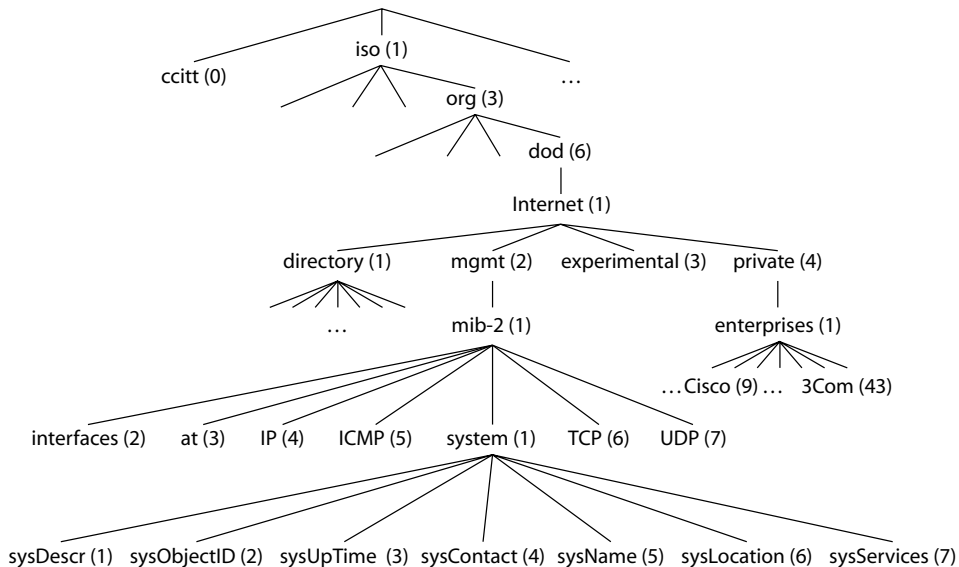 iso (1)
ccitt (0)
…
org (3)
dod (6)
Internet (1)
directory (1) mgmt (2) experimental (3) private (4)
… mib-2 (1) enterprises (1)
…Cisco (9) … 3Com (43)
interfaces (2) at (3) IP (4) ICMP (5) system (1) TCP (6) UDP (7)
sysDescr (1) sysObjectID (2) sysUpTime (3) sysContact (4) sysName (5) sysLocation (6) sysServices (7)